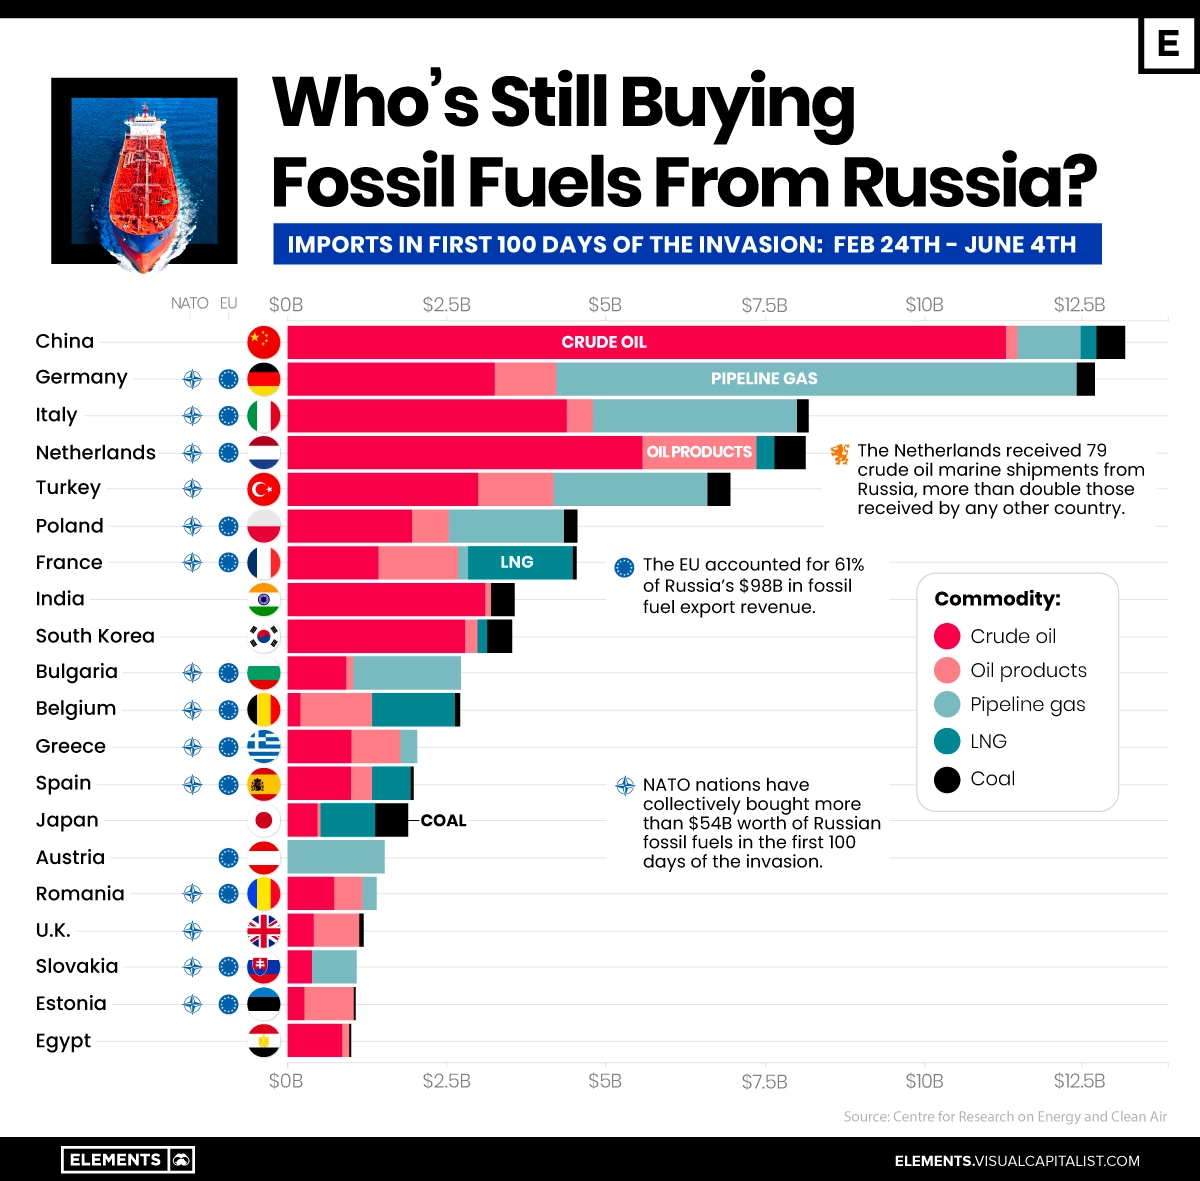 E
Who's Still Buying
Fossil Fuels From Russia?
IMPORTS IN FIRST 100 DAYS OF THE INVASION: FEB 24TH - JUNE 4TH
NATO EU $0B $2.5B $5B $7.5B $10B $12.5B
China CRUDE OIL
Germany PIPELINE GAS
Italy
Netherlands OIL PRODUCTS
The Netherlands received 79
crude oil marine shipments from
Russia, more than double those
received by any other country.
Turkey
Poland
France LNG
The EU accounted for 61%
of Russia's $98B in fossil
fuel export revenue.
India
South Korea
Commodity:
Crude oil
Oil products
Pipeline gas
LNG
Coal
Bulgaria
Belgium
Greece
Spain
NATO nations have
collectively bought more
than $54B worth of Russian
fossil fuels in the first 100
days of the invasion.
Japan COAL
Austria
Romania
U.K.
Slovakia
Estonia
Egypt
$0B $2.5B $5B $7.5B $10B $12.5B
Source: Centre for Research on Energy and Clean Air
ELEMENTS
ELEMENTS.VISUALCAPITALIST.COM